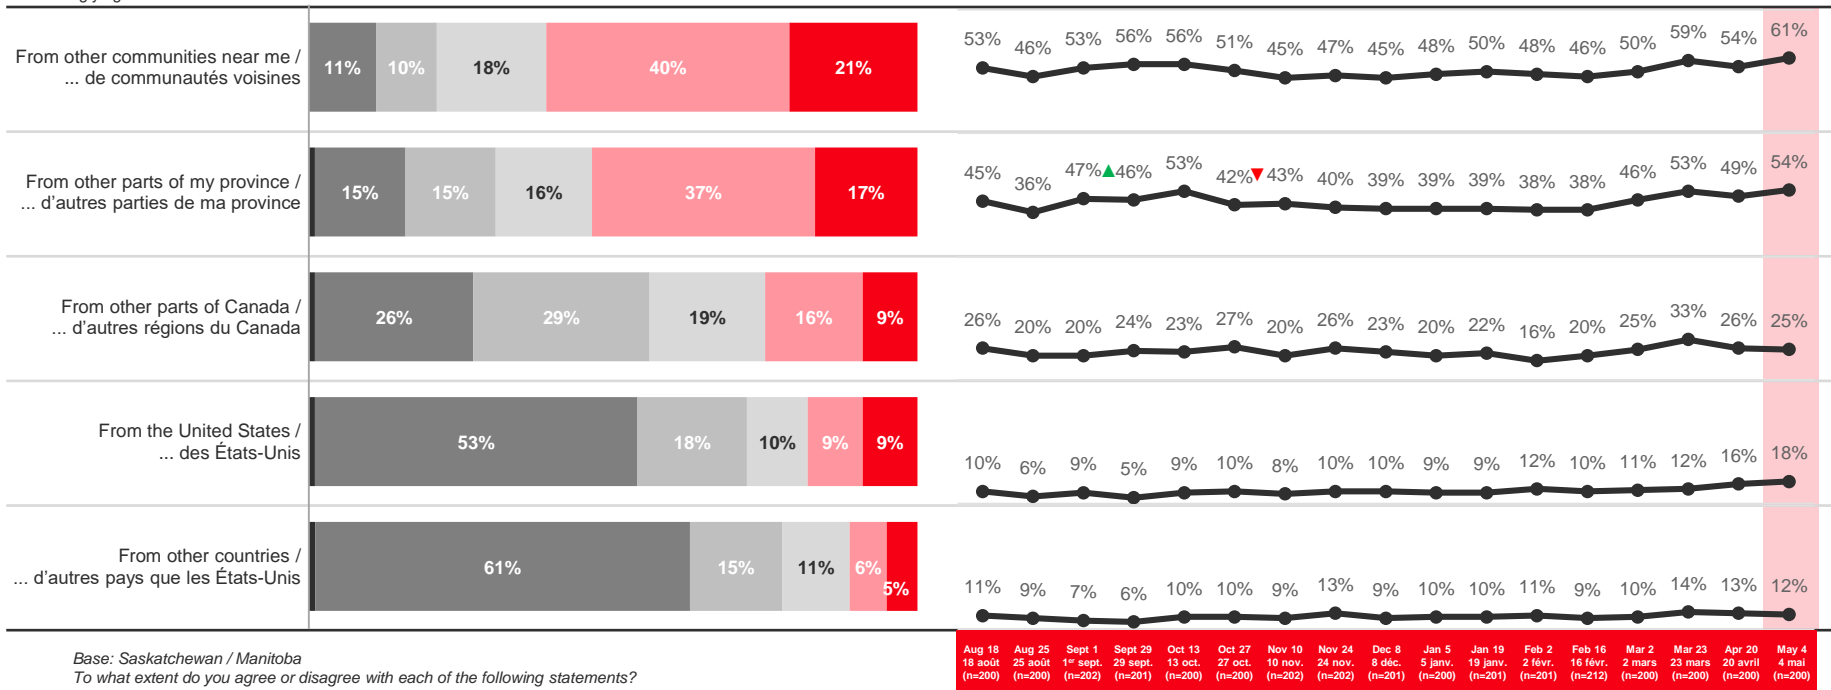 From other communities near me /
... de communautés voisines
11% 10% 18% 40% 21%
53% 46% 53% 56% 56% 51% 45% 47% 45% 48% 50% 48% 46% 50% 59% 54% 61%
From other parts of my province /
... d'autres parties de ma province
15% 15% 16% 37% 17%
45% 36% 47% 46% 53% 42% 43% 40% 39% 39% 39% 38% 38% 46% 53% 49% 54%
From other parts of Canada /
... d'autres régions du Canada
26% 29% 19% 16% 9%
26% 20% 20% 24% 23% 27% 20% 26% 23% 20% 22% 16% 20% 25% 33% 26% 25%
From the United States /
... des États-Unis
53% 18% 10% 9% 9%
10% 6% 9% 5% 9% 10% 8% 10% 10% 9% 9% 12% 10% 11% 12% 16% 18%
From other countries /
... d'autres pays que les États-Unis
61% 15% 11% 6% 5%
11% 9% 7% 6% 10% 10% 9% 13% 9% 10% 10% 11% 9% 10% 14% 13% 12%
Aug 18 Aug 25 Sept 1 Sept 29 Oct 13 Oct 27 Nov 10 Nov 24 Dec 8 Jan 5 Jan 19 Feb 2 Feb 16 Mar 2 Mar 23 Apr 20 May 4
18 août 25 août 1er sept. 29 sept. 13 oct. 27 oct. 10 nov. 24 nov. 8 déc. 5 janv. 19 janv. 2 févr. 16 févr. 2 mars 23 mars 20 avril 4 mai
(n=200) (n=200) (n=202) (n=201) (n=200) (n=200) (n=202) (n=202) (n=201) (n=200) (n=201) (n=201) (n=212) (n=200) (n=200) (n=200) (n=200)
Base: Saskatchewan / Manitoba
To what extent do you agree or disagree with each of the following statements?